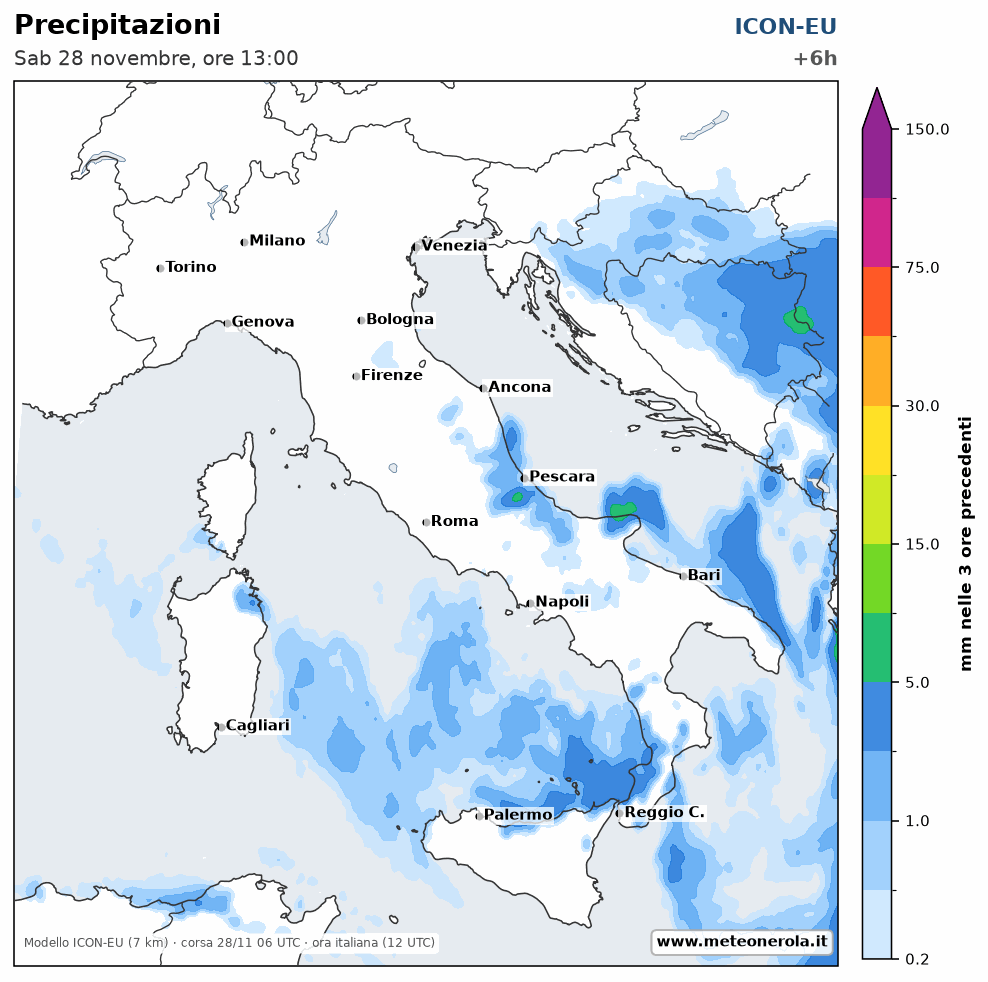 Precipitazioni
ICON-EU
Sab 28 novembre, ore 13:00
+6h
150.0
75.0
30.0
15.0
5.0
1.0
0.2
mm nelle 3 ore precedenti
Milano
Venezia
Torino
Genova
Bologna
Firenze
Ancona
Pescara
Roma
Bari
Napoli
Cagliari
Palermo
Reggio C.
Modello ICON-EU (7 km) · corsa 28/11 06 UTC · ora italiana (12 UTC)
www.meteonerola.it